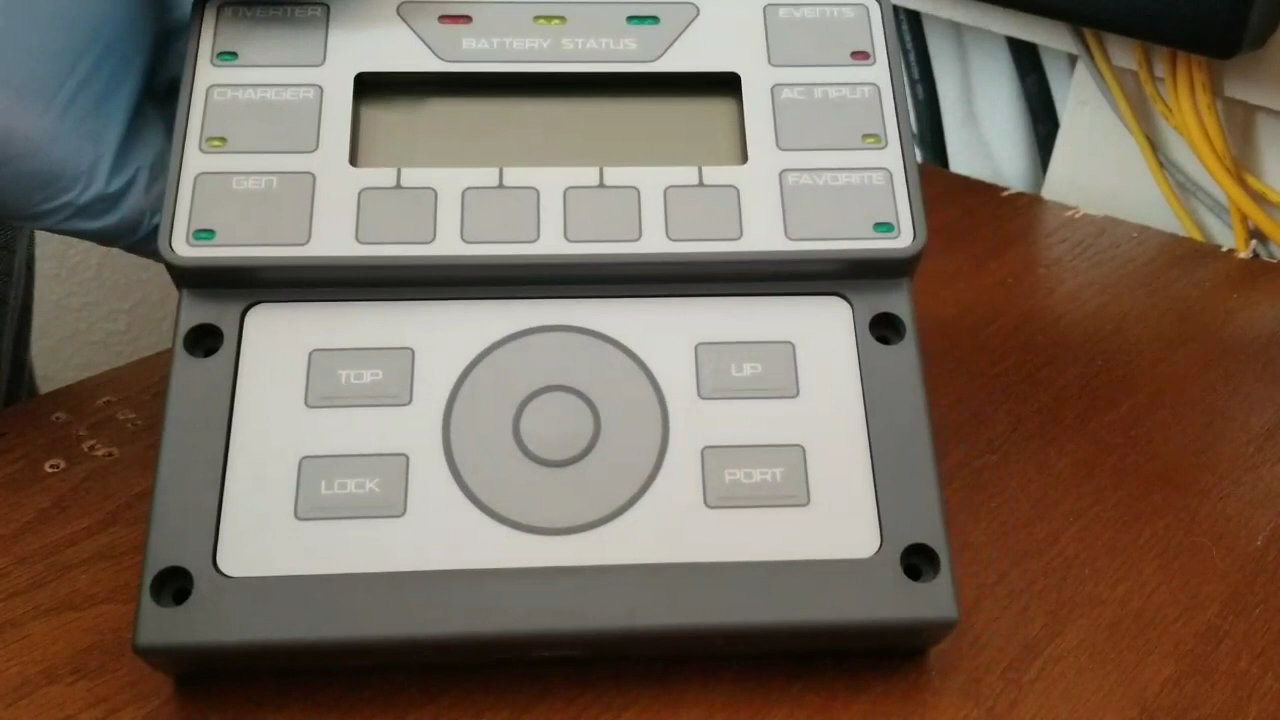 INVERTER
BATTERY STATUS
EVENTS
CHARGER
AC INPUT
GEN
FAVORITE
TOP
UP
LOCK
PORT